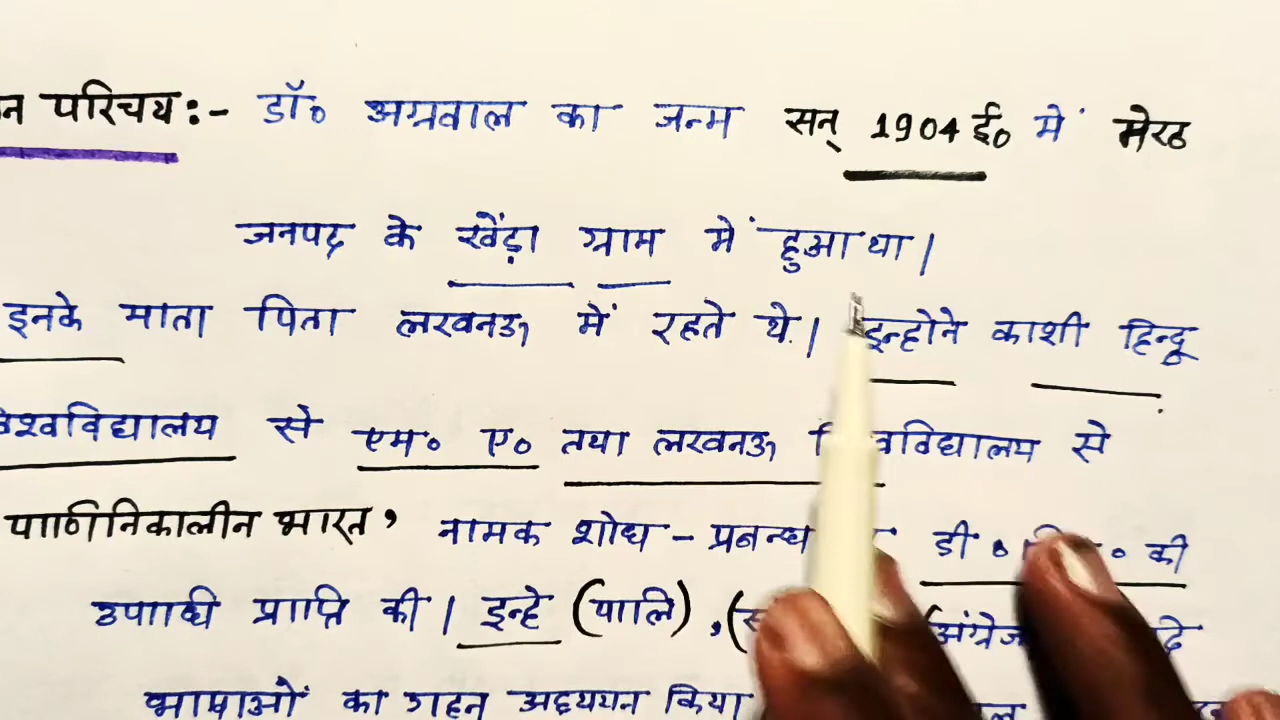 न परिचय:- डॉ० अग्रवाल का जन्म सन् 1904 ई० में मेरठ
जनपद के खेंड़ा ग्राम में हुआ था।
इनके माता पिता लखनऊ में रहते थे। इन्होने काशी हिन्दू
विश्वविद्यालय से एम० ए० तथा लखनऊ से
पाणिनिकालीन भारत' नामक शोध - प्रबन्ध डी० की
उपाधी प्राप्ति की। इन्हे (पालि),
भाषाओं का गहन अध्ययन किया